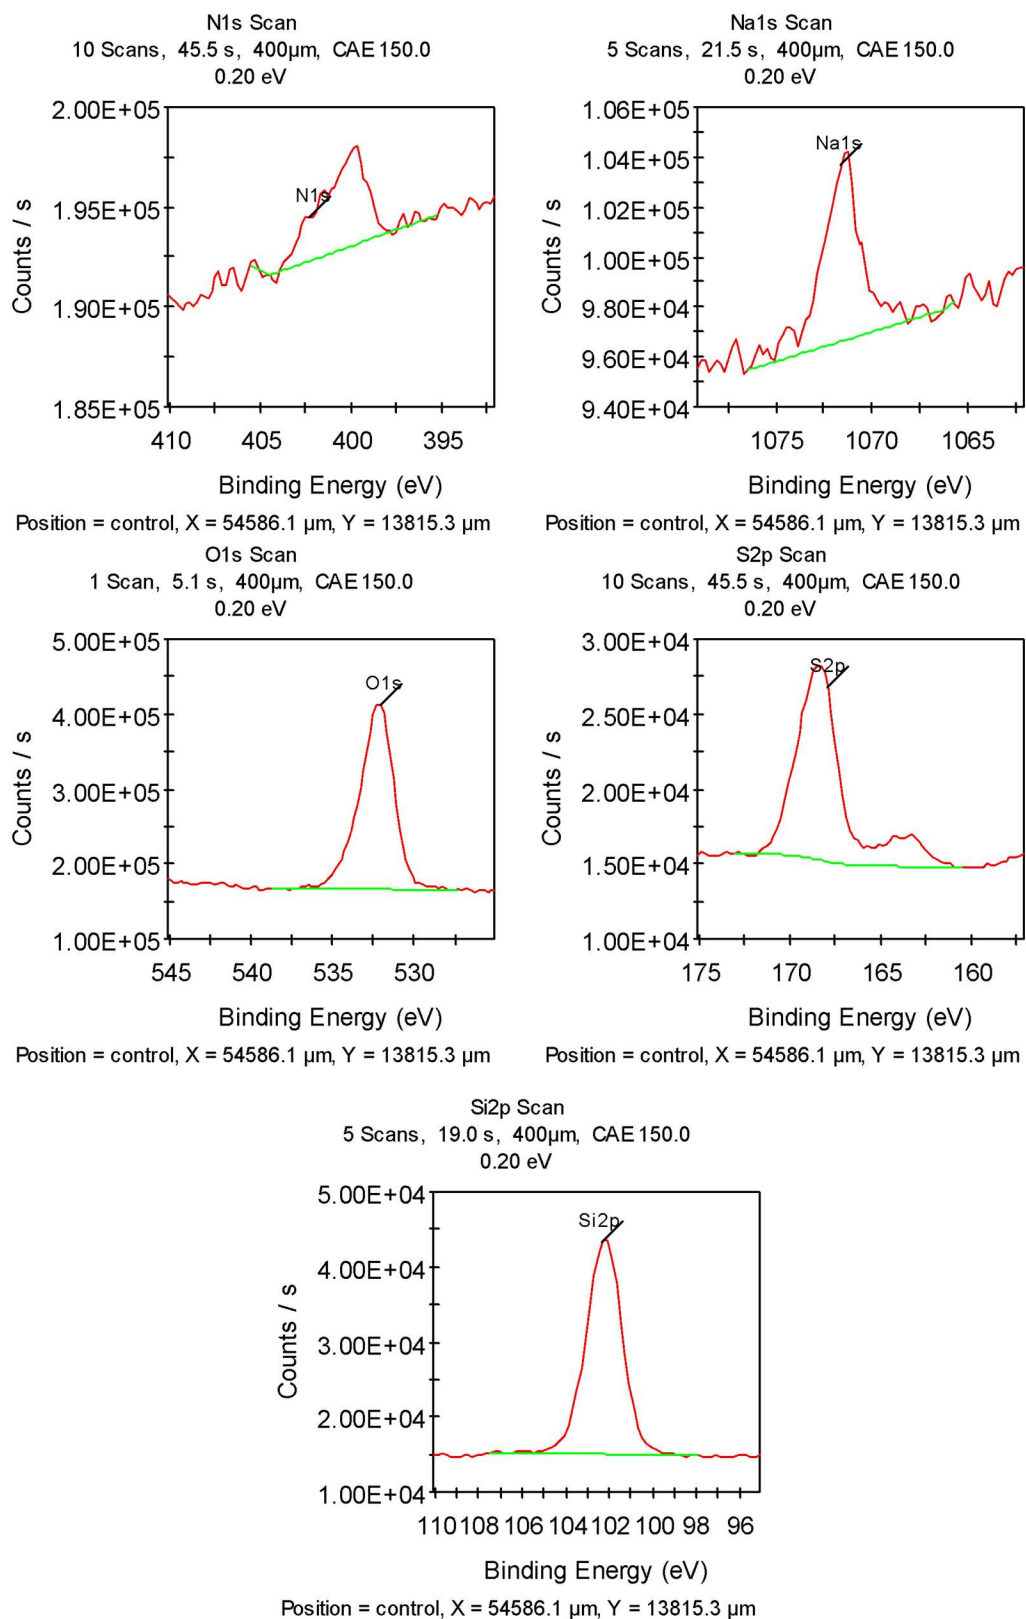 N1s Scan
10 Scans, 45.5 s, 400µm, CAE 150.0
0.20 eV
2.00E+05
1.95E+05
1.90E+05
1.85E+05
Counts / s
N1s
410 405 400 395
Binding Energy (eV)
Position = control, X = 54586.1 µm, Y = 13815.3 µm
Na1s Scan
5 Scans, 21.5 s, 400µm, CAE 150.0
0.20 eV
1.06E+05
1.04E+05
1.02E+05
1.00E+05
9.80E+04
9.60E+04
9.40E+04
Counts / s
Na1s
1075 1070 1065
Binding Energy (eV)
Position = control, X = 54586.1 µm, Y = 13815.3 µm
O1s Scan
1 Scan, 5.1 s, 400µm, CAE 150.0
0.20 eV
5.00E+05
4.00E+05
3.00E+05
2.00E+05
1.00E+05
Counts / s
O1s
545 540 535 530
Binding Energy (eV)
Position = control, X = 54586.1 µm, Y = 13815.3 µm
S2p Scan
10 Scans, 45.5 s, 400µm, CAE 150.0
0.20 eV
3.00E+04
2.50E+04
2.00E+04
1.50E+04
1.00E+04
Counts / s
S2p
175 170 165 160
Binding Energy (eV)
Position = control, X = 54586.1 µm, Y = 13815.3 µm
Si2p Scan
5 Scans, 19.0 s, 400µm, CAE 150.0
0.20 eV
5.00E+04
4.00E+04
3.00E+04
2.00E+04
1.00E+04
Counts / s
Si2p
110 108 106 104 102 100 98 96
Binding Energy (eV)
Position = control, X = 54586.1 µm, Y = 13815.3 µm